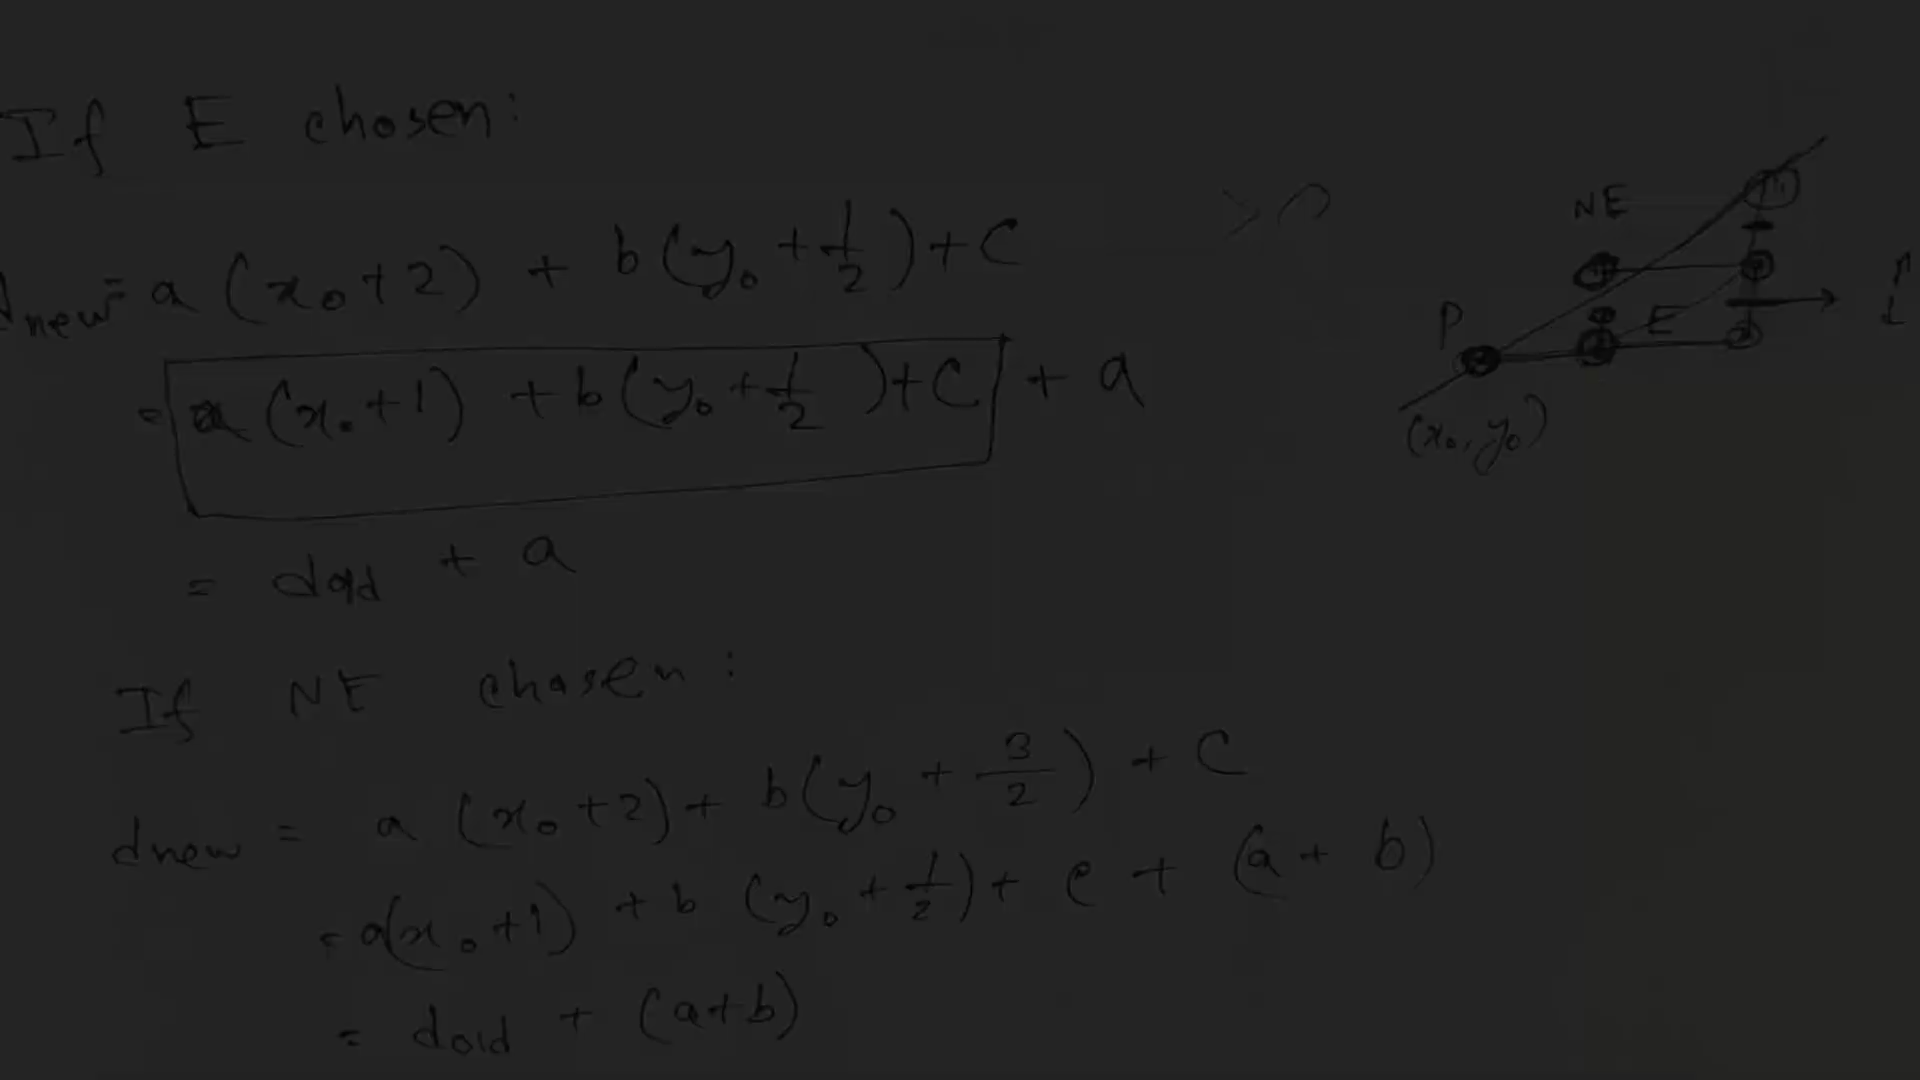 If E chosen:
dnew = a (x₀+2) + b(y₀ + 1/2) + C
= a (x₀+1) + b(y₀ + 1/2) + C + a
= dold + a
If NE chosen:
dnew = a (x₀+2) + b(y₀ + 3/2) + C
= a(x₀+1) + b (y₀ + 1/2) + c + (a + b)
= dold + (a+b)
NE
P
E
(x₀, y₀)